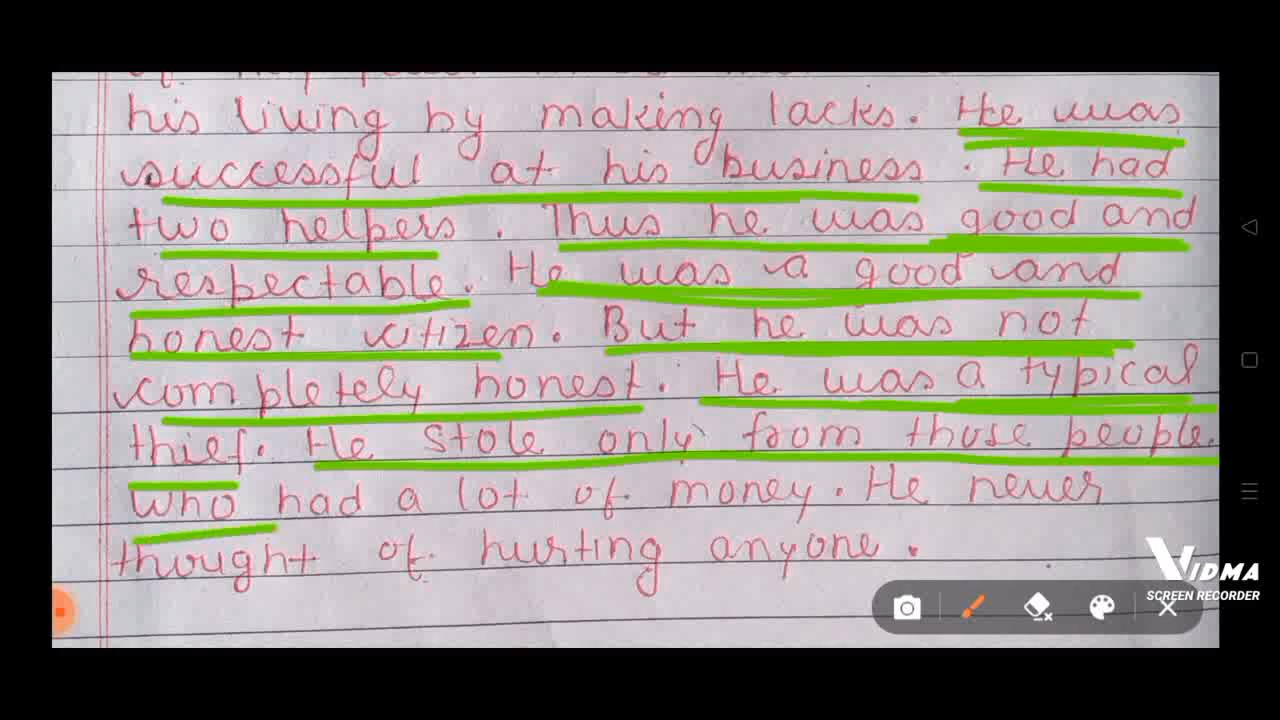 his living by making lacks. He was
successful at his business. He had
two helpers. Thus he was good and
respectable. He was a good and
honest citizen. But he was not
completely honest. He was a typical
thief. He stole only from those people.
who had a lot of money. He never
thought of hurting anyone.
VIDMA
SCREEN RECORDER